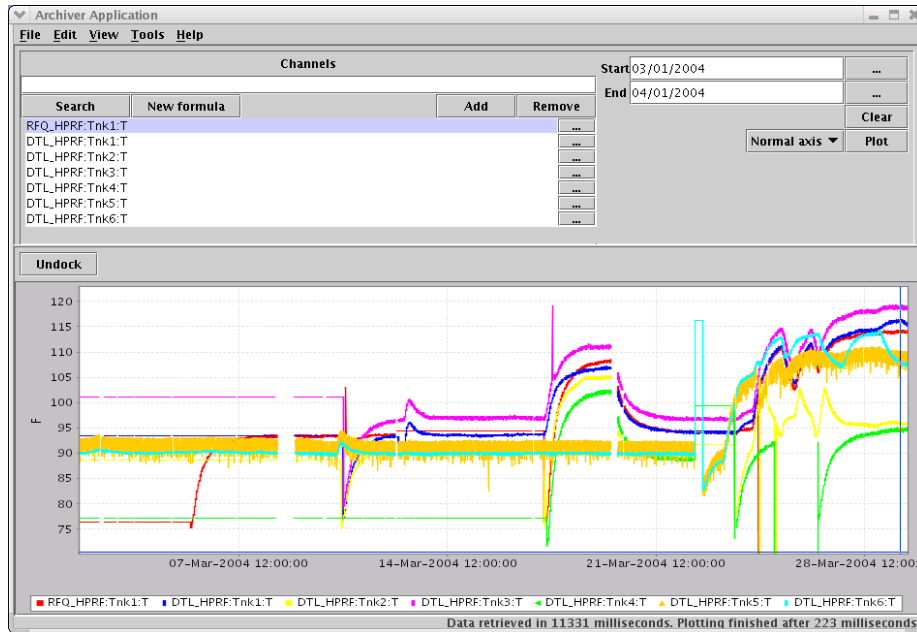 Archiver Application
File Edit View Tools Help
Channels
Start 03/01/2004 ...
End 04/01/2004 ...
Search New formula Add Remove
Clear
Normal axis Plot
RFQ_HPRF:Tnk1:T ...
DTL_HPRF:Tnk1:T ...
DTL_HPRF:Tnk2:T ...
DTL_HPRF:Tnk3:T ...
DTL_HPRF:Tnk4:T ...
DTL_HPRF:Tnk5:T ...
DTL_HPRF:Tnk6:T ...
Undock
120
115
110
105
100
95
90
85
80
75
F
07-Mar-2004 12:00:00 14-Mar-2004 12:00:00 21-Mar-2004 12:00:00 28-Mar-2004 12:00:
RFQ_HPRF:Tnk1:T DTL_HPRF:Tnk1:T DTL_HPRF:Tnk2:T DTL_HPRF:Tnk3:T DTL_HPRF:Tnk4:T DTL_HPRF:Tnk5:T DTL_HPRF:Tnk6:T
Data retrieved in 11331 milliseconds. Plotting finished after 223 milliseconds